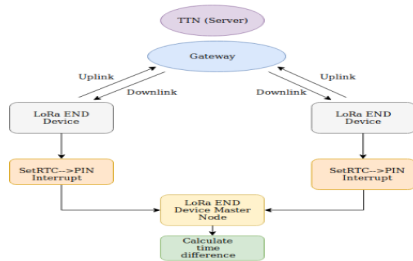 TTN (Server)
Gateway
Uplink
Uplink
Downlink
Downlink
LoRa END
Device
LoRa END
Device
SetRTC-->PIN
Interrupt
SetRTC-->PIN
Interrupt
LoRa END
Device Master
Node
Calculate
time
difference